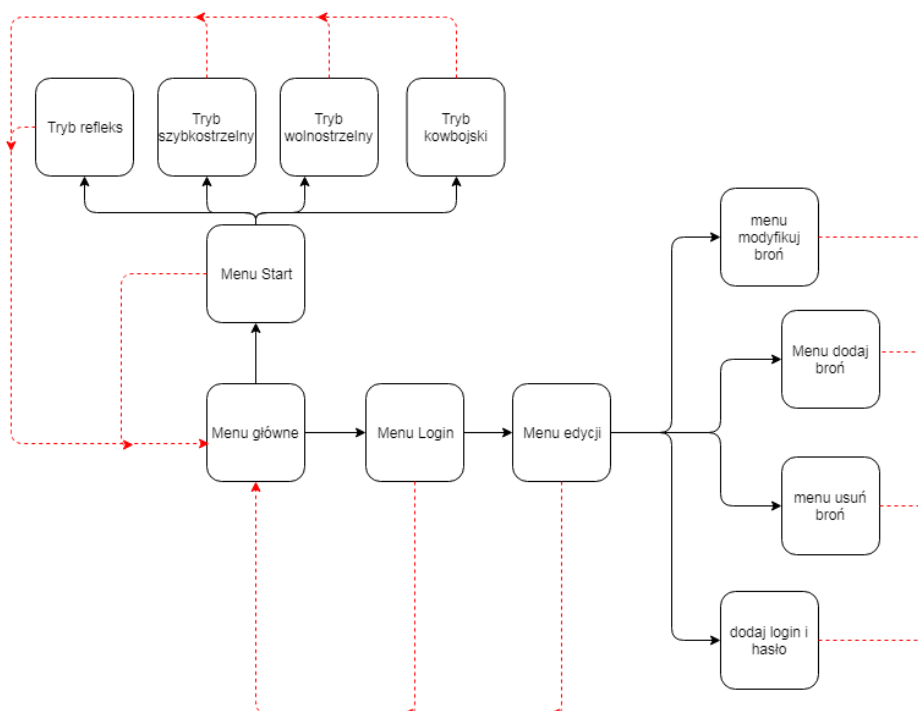 Tryb refleks
Tryb
szybkostrzelny
Tryb
wolnostrzelny
Tryb
kowbojski
Menu Start
menu
modyfikuj
broń
Menu dodaj
broń
Menu główne
Menu Login
Menu edycji
menu usuń
broń
dodaj login i
hasło